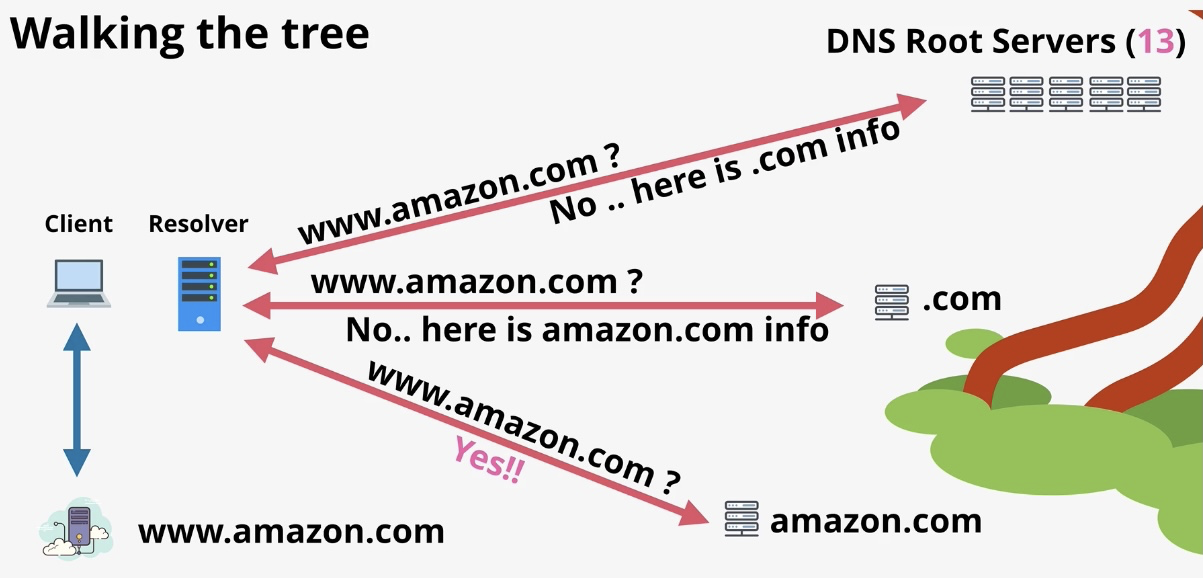 Walking the tree
DNS Root Servers (13)
www.amazon.com ?
No .. here is .com info
Client
Resolver
www.amazon.com ?
No.. here is amazon.com info
.com
www.amazon.com ?
Yes!!
amazon.com
www.amazon.com